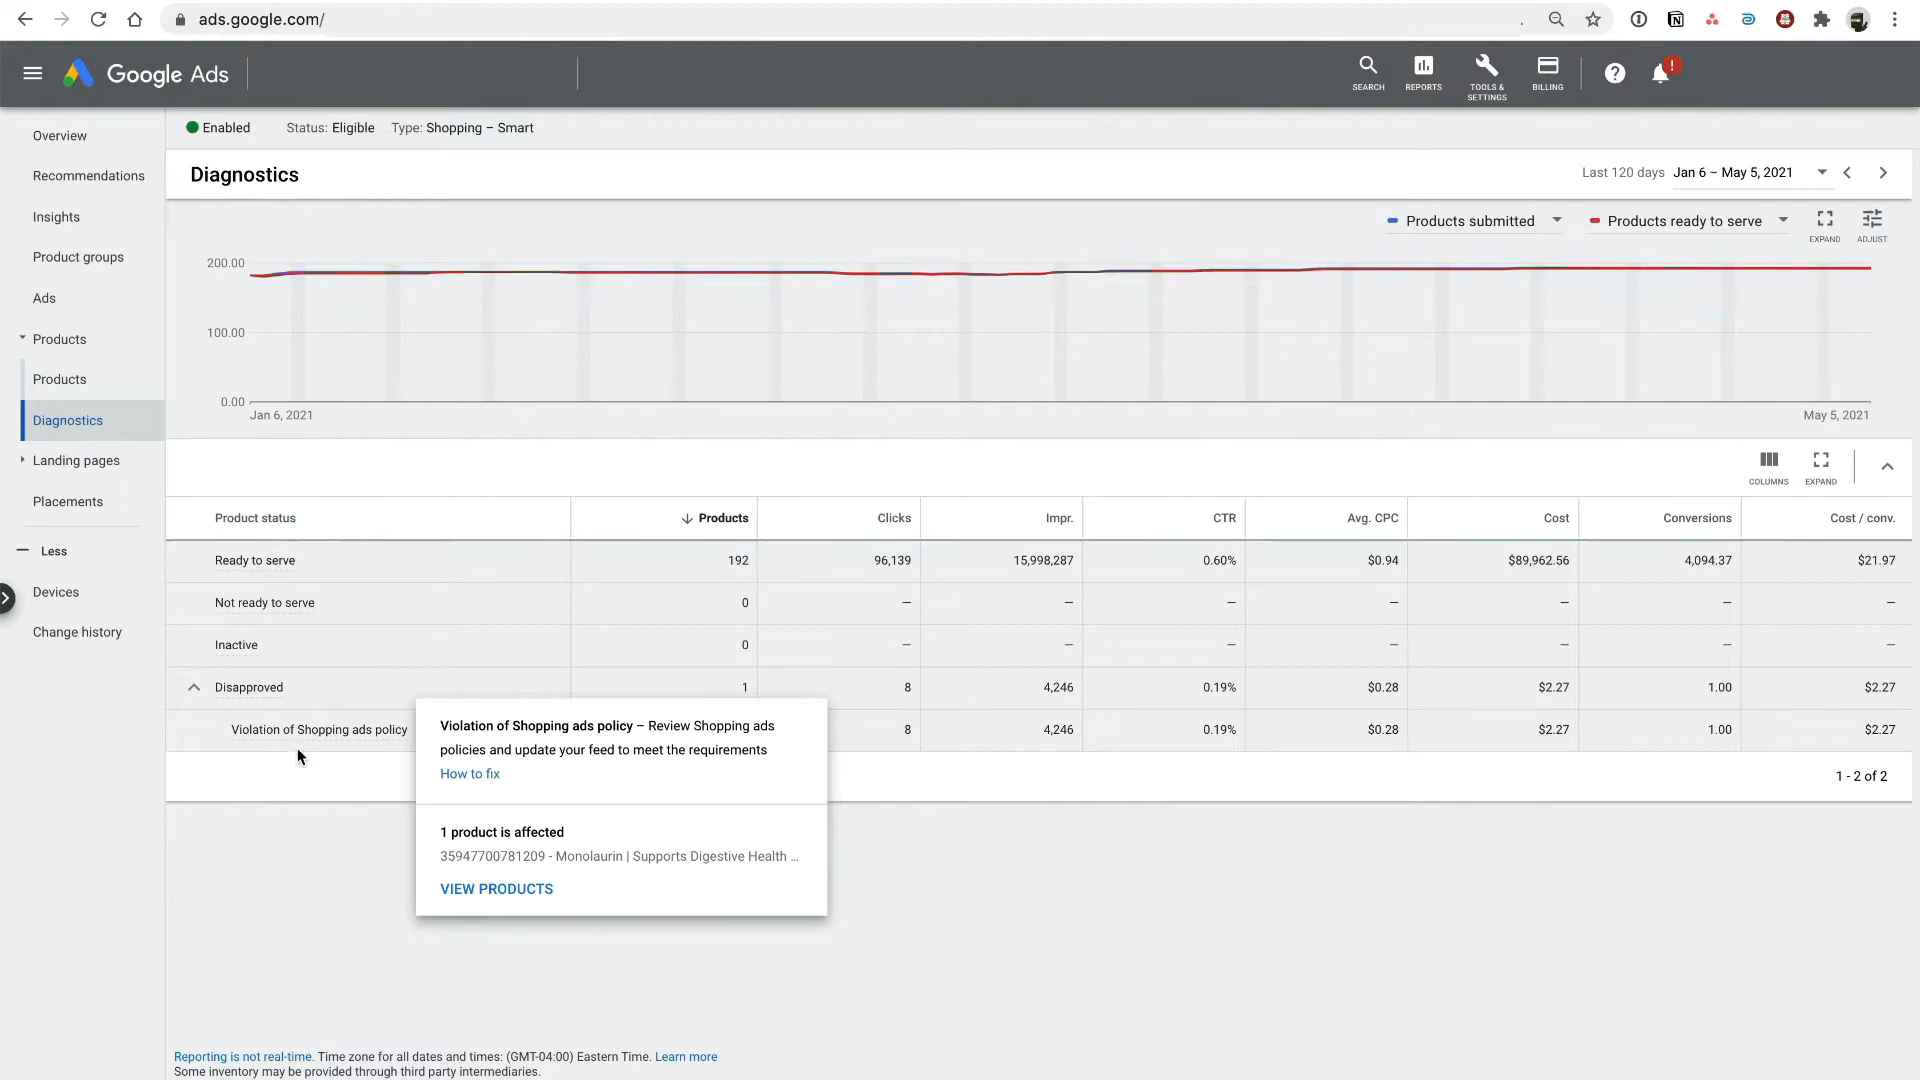 ads.google.com/
Google Ads
SEARCH
REPORTS
TOOLS &
SETTINGS
BILLING
Enabled
Status: Eligible
Type: Shopping – Smart
Overview
Recommendations
Insights
Product groups
Ads
Products
Products
Diagnostics
Landing pages
Placements
Less
Devices
Change history
Diagnostics
Last 120 days Jan 6 – May 5, 2021
Products submitted
Products ready to serve
EXPAND
ADJUST
200.00
100.00
0.00
Jan 6, 2021
May 5, 2021
COLUMNS
EXPAND
Product status Products Clicks Impr. CTR Avg. CPC Cost Conversions Cost / conv.
Ready to serve 192 96,139 15,998,287 0.60% $0.94 $89,962.56 4,094.37 $21.97
Not ready to serve 0 – – – – – – –
Inactive 0 – – – – – – –
Disapproved 1 8 4,246 0.19% $0.28 $2.27 1.00 $2.27
Violation of Shopping ads policy 8 4,246 0.19% $0.28 $2.27 1.00 $2.27
1 - 2 of 2
Violation of Shopping ads policy – Review Shopping ads
policies and update your feed to meet the requirements
How to fix
1 product is affected
35947700781209 - Monolaurin | Supports Digestive Health ...
VIEW PRODUCTS
Reporting is not real-time. Time zone for all dates and times: (GMT-04:00) Eastern Time. Learn more
Some inventory may be provided through third party intermediaries.